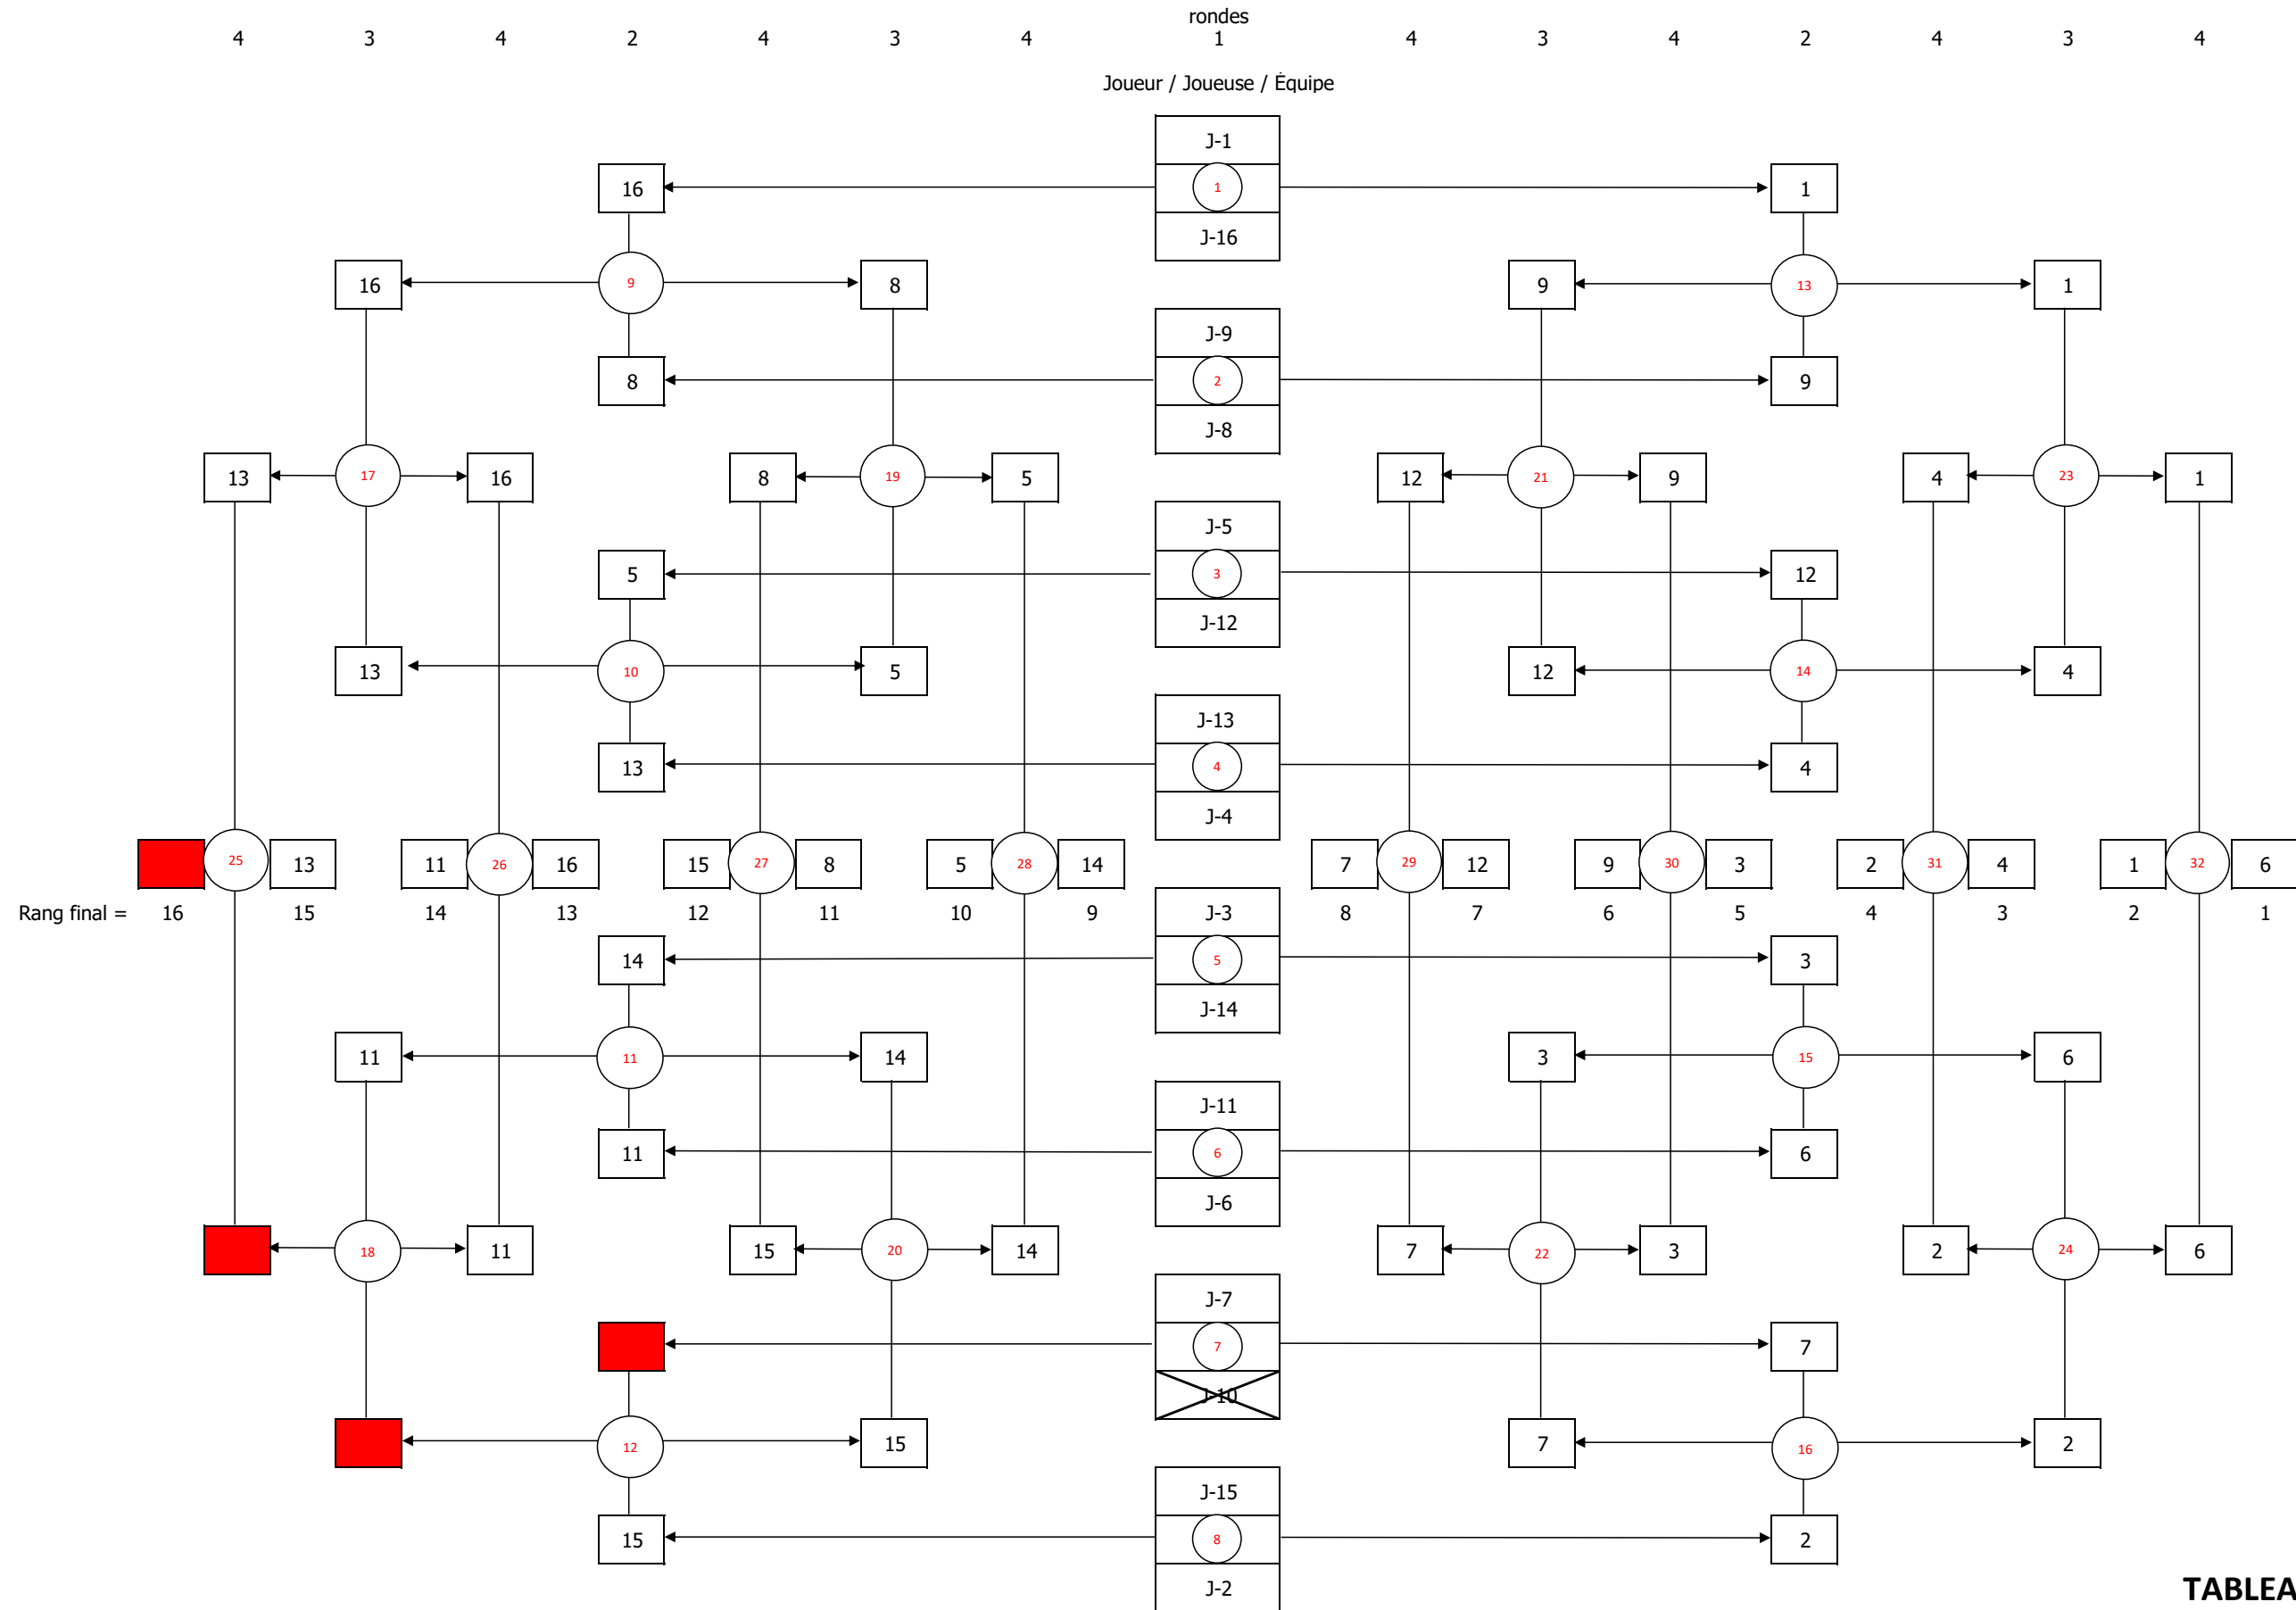 rondes
4 3 4 2 4 3 4 1 4 3 4 2 4 3 4
Joueur / Joueuse / Équipe
J-1
16 1 1
J-16
16 9 8 9 13 1
J-9
8 2 9
J-8
13 17 16 8 19 5 12 21 9 4 23 1
J-5
5 3 12
J-12
13 10 5 12 14 4
J-13
13 4 4
J-4
25 13 11 26 16 15 27 8 5 28 14 7 29 12 9 30 3 2 31 4 1 32 6
Rang final = 16 15 14 13 12 11 10 9 J-3 8 7 6 5 4 3 2 1
14 5 3
J-14
11 11 14 3 15 6
J-11
11 6 6
J-6
18 11 15 20 14 7 22 3 2 24 6
J-7
7 7
J-10
12 15 7 16 2
J-15
15 8 2
J-2
TABLEA